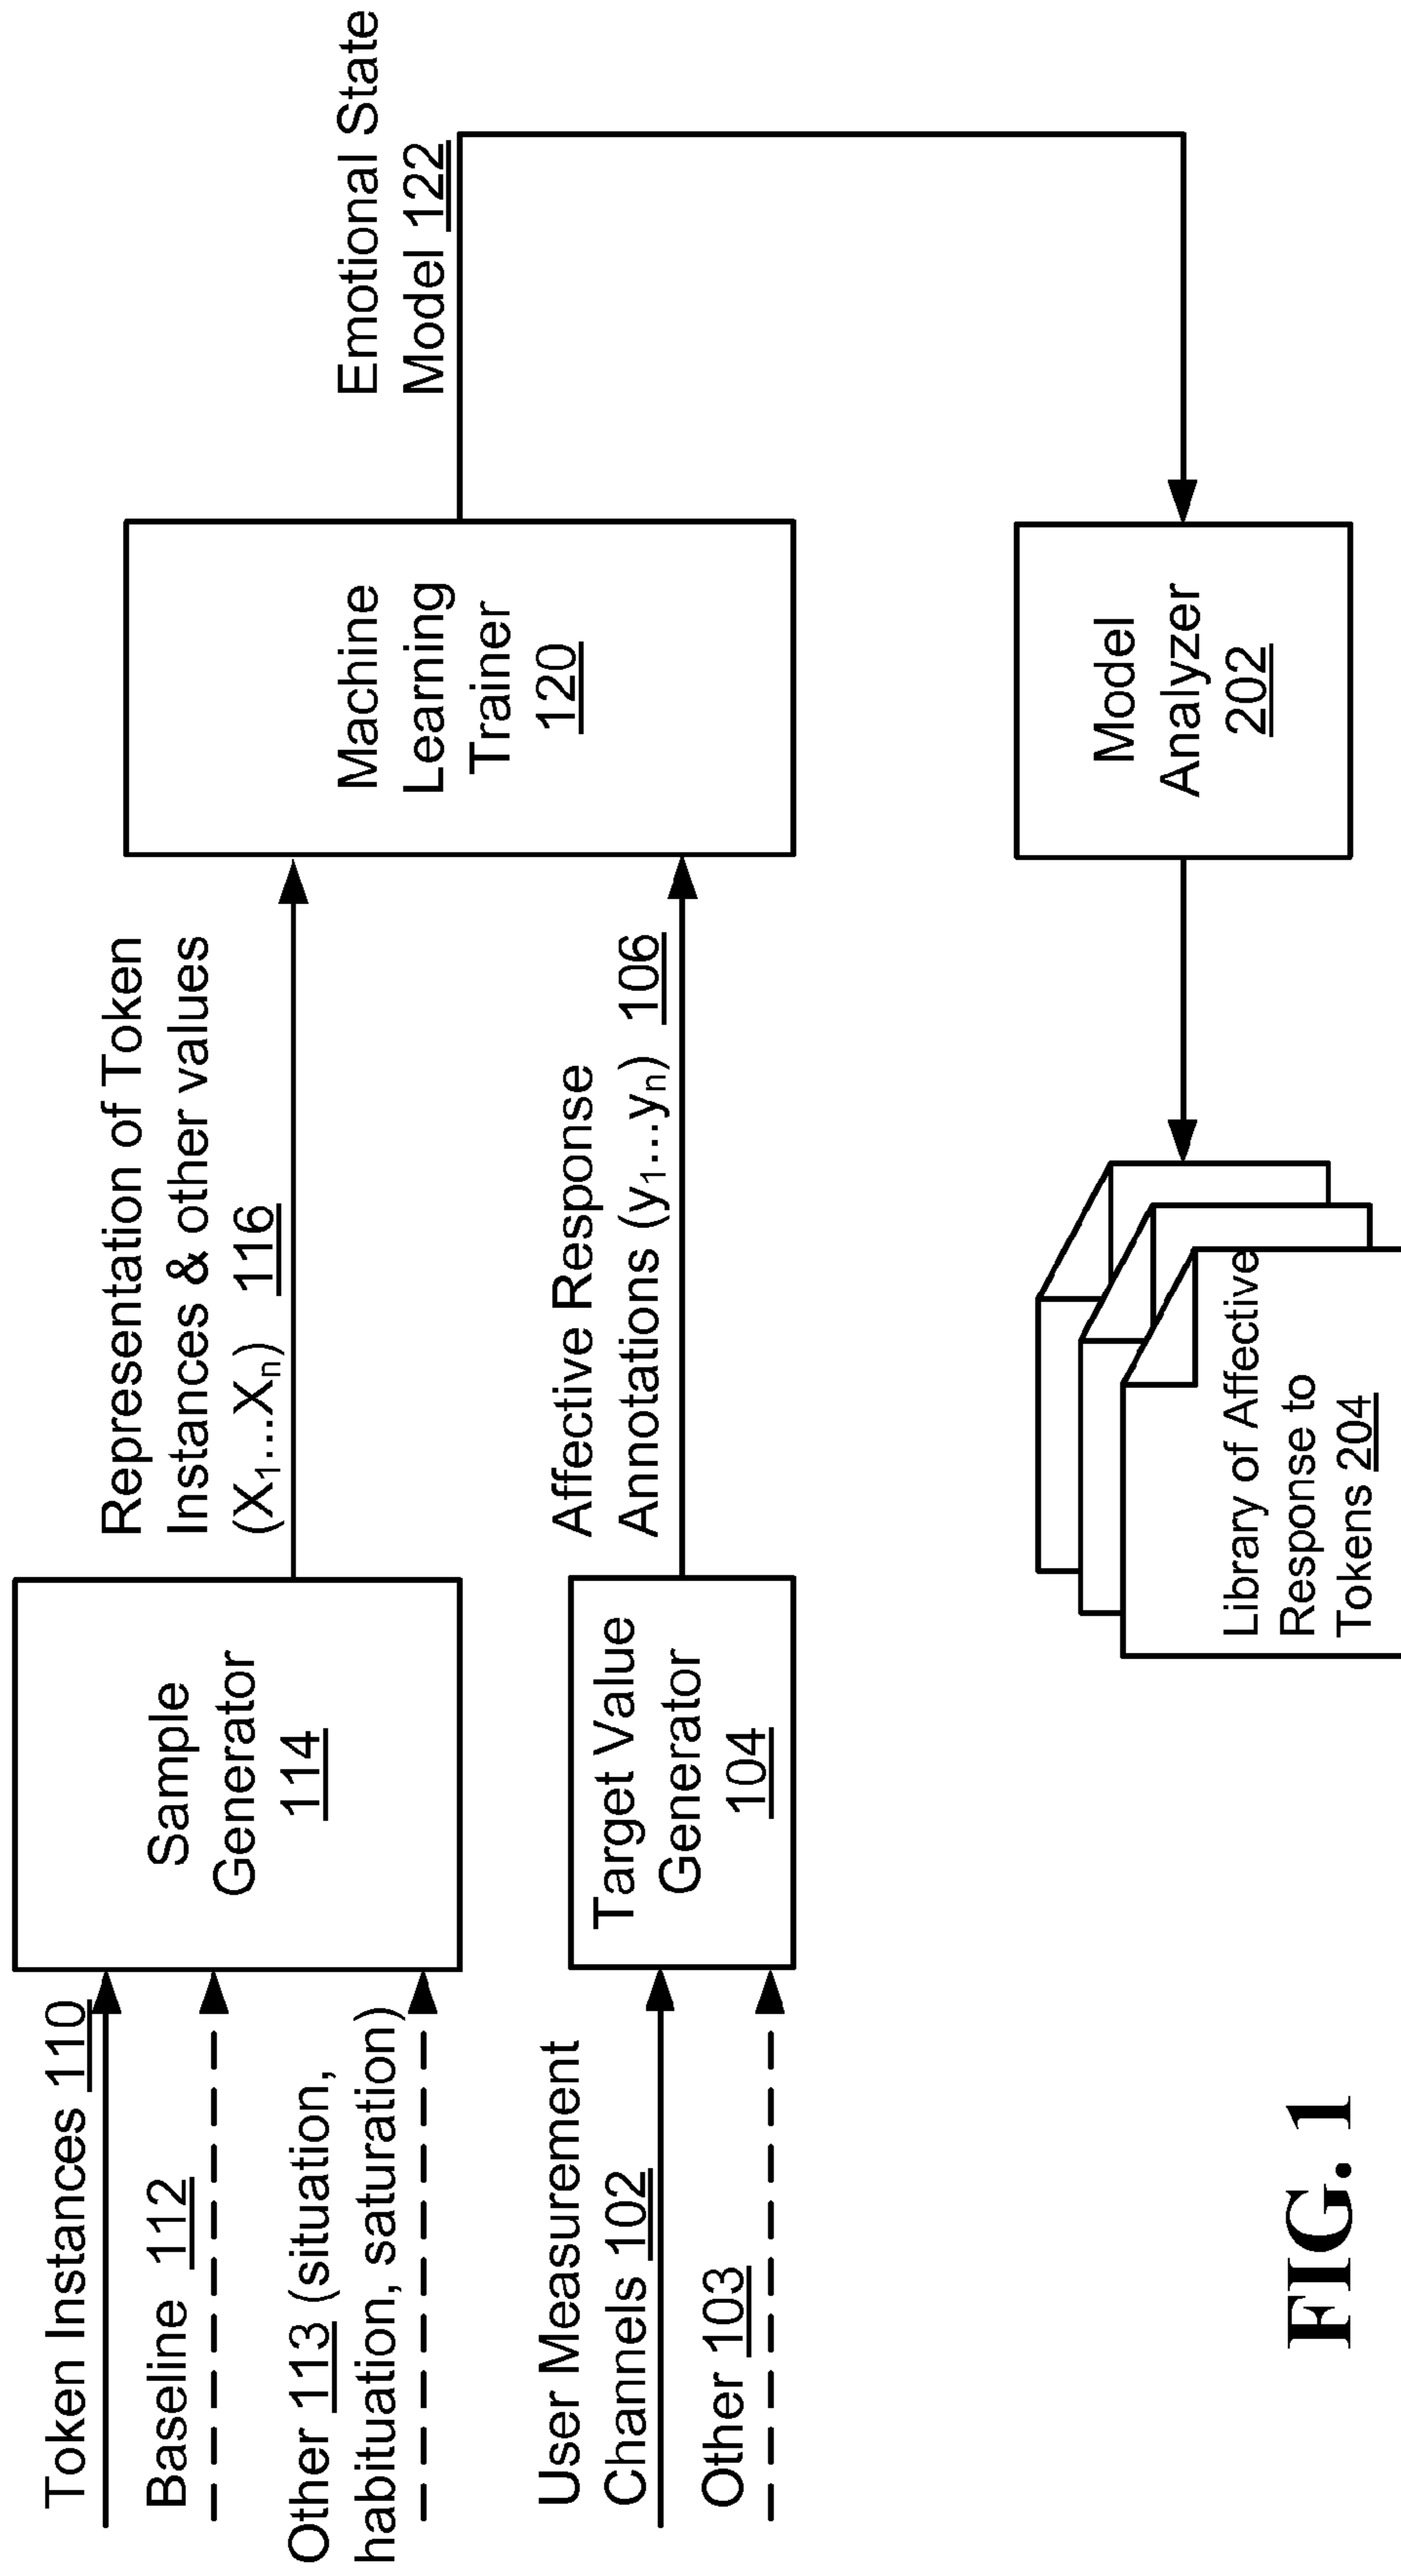 Token Instances 110
Baseline 112
Other 113 (situation,
habituation, saturation)
Sample
Generator
114
Representation of Token
Instances & other values
(X1...Xn) 116
User Measurement
Channels 102
Other 103
Target Value
Generator
104
Affective Response
Annotations (y1...yn) 106
Machine
Learning
Trainer
120
Emotional State
Model 122
Model
Analyzer
202
Library of Affective
Response to
Tokens 204
FIG. 1